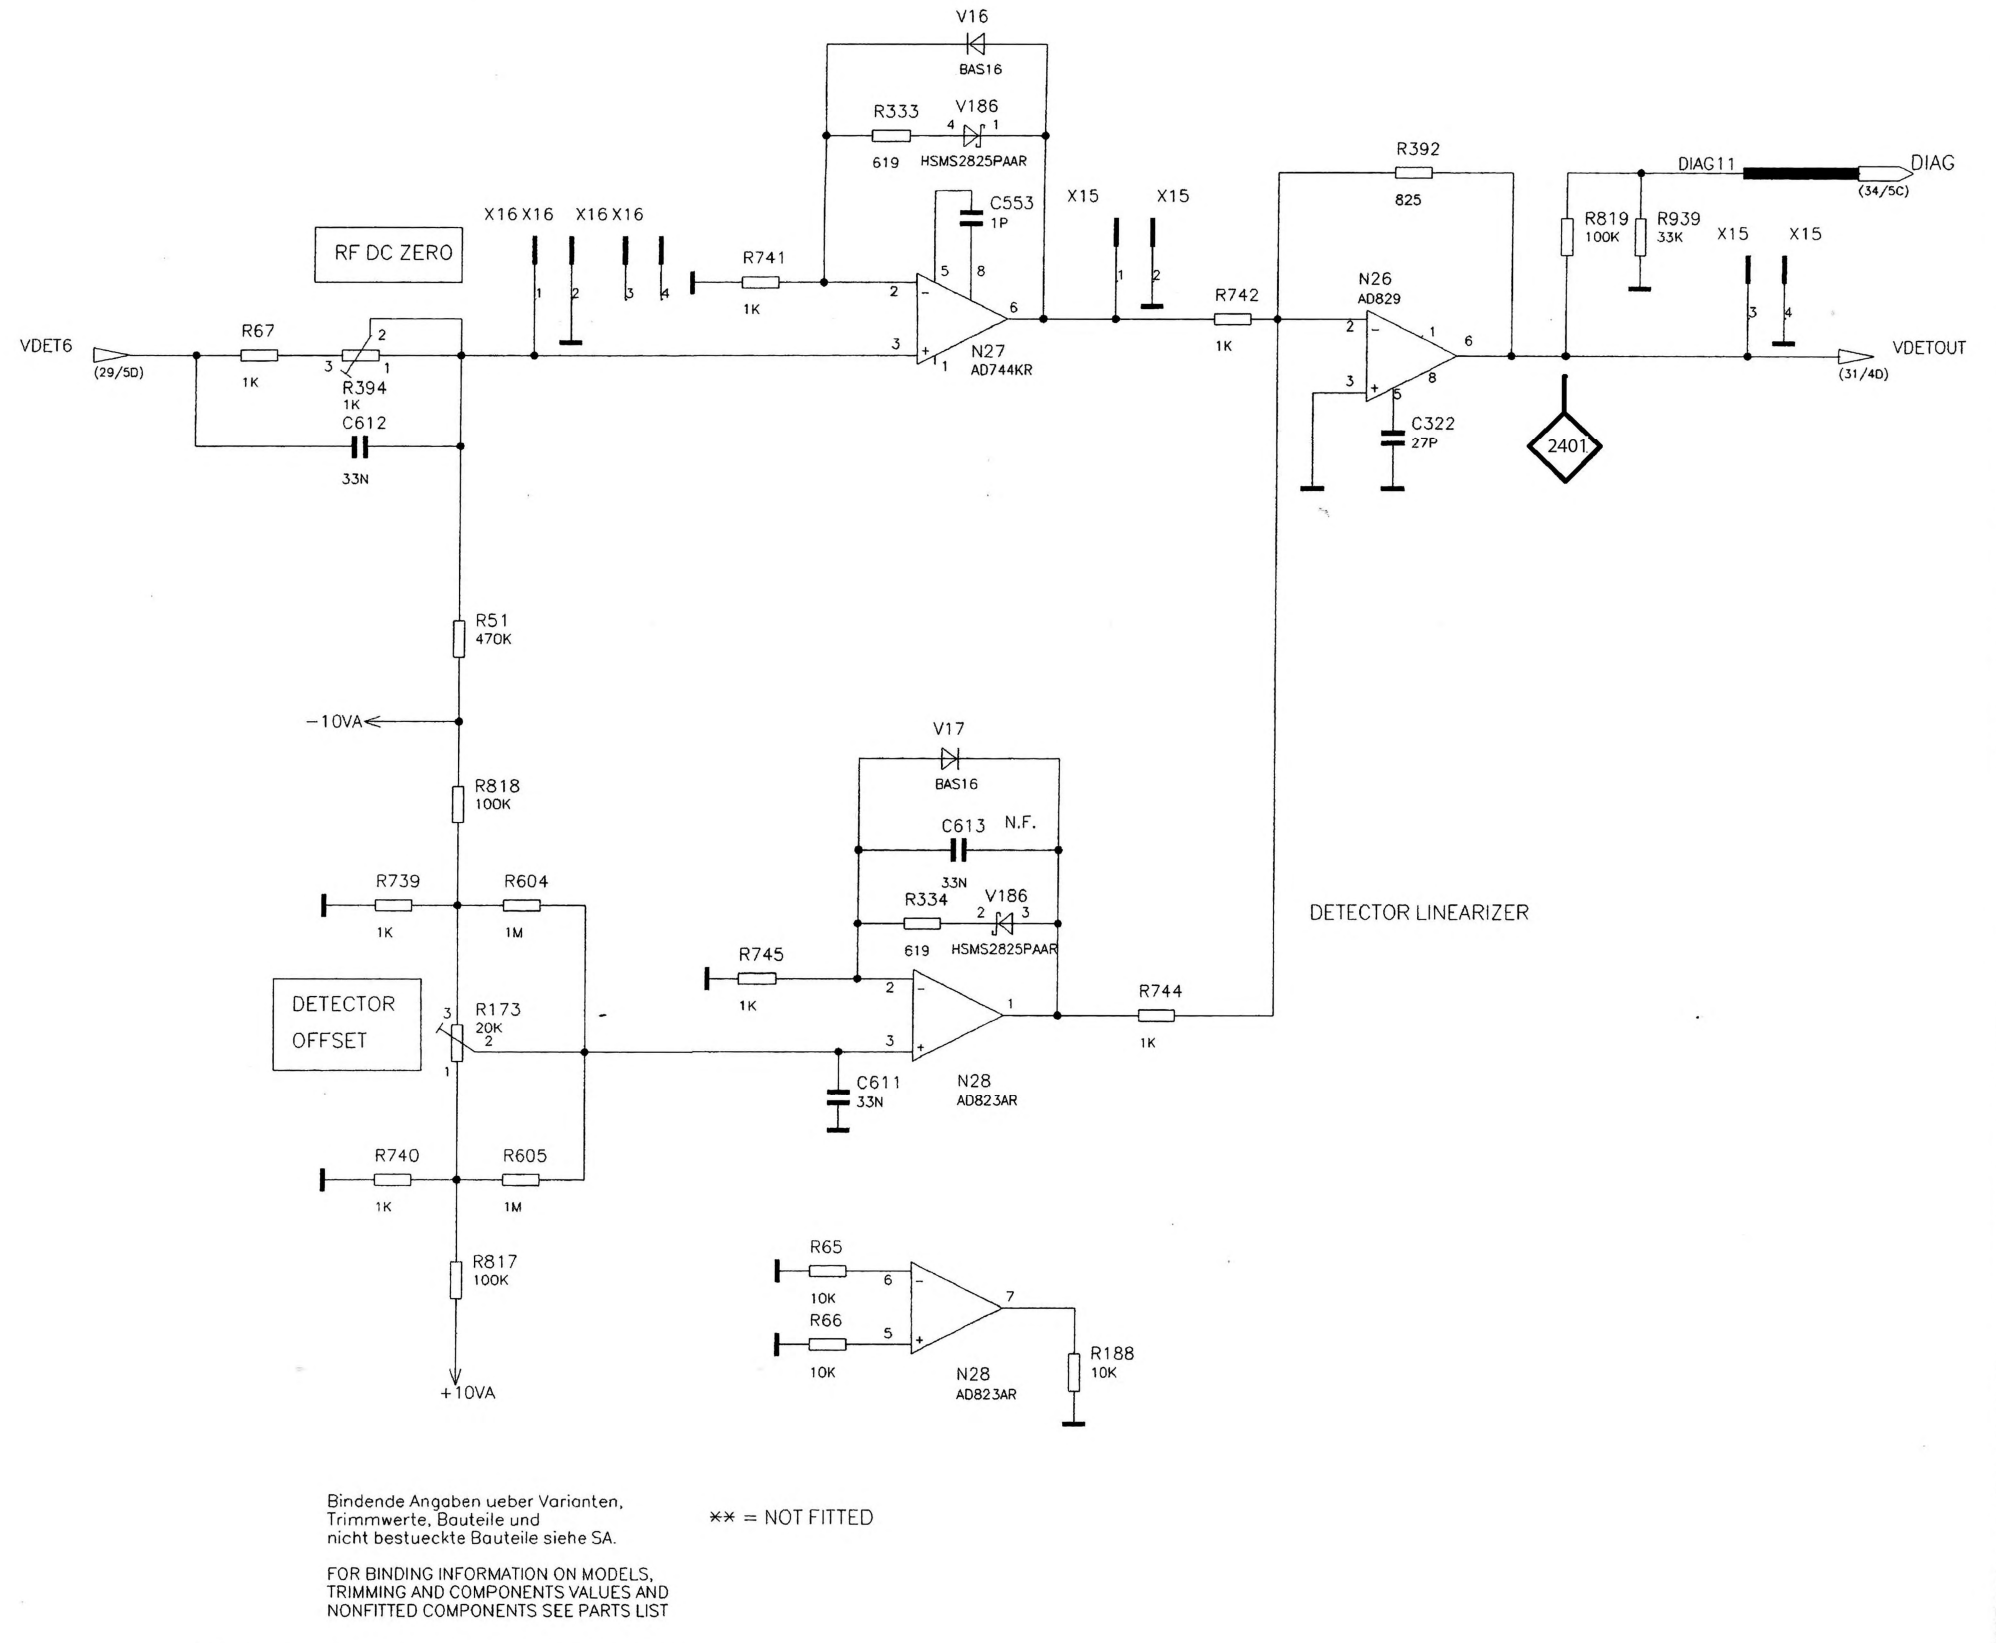 V16
BAS16
R333
V186
4
1
619
HSMS2825PAAR
R392
825
DIAG11
DIAG
(34/5C)
C553
1P
X15
X15
X16 X16
X16 X16
R819
100K
R939
33K
X15
X15
RF DC ZERO
R741
1K
5
8
2
−
1
2
3
4
1
2
6
3
+
1
N27
AD744KR
R742
1K
N26
AD829
2
−
1
6
3
+
8
5
3
4
VDET6
(29/5D)
R67
1K
2
3
1
R394
1K
C612
33N
VDETOUT
(31/4D)
C322
27P
2401
R51
470K
−10VA
R818
100K
V17
BAS16
C613
N.F.
33N
R739
1K
R604
1M
R334
619
V186
2
3
HSMS2825PAAR
DETECTOR LINEARIZER
R745
1K
2
−
1
3
+
N28
AD823AR
R744
1K
DETECTOR
OFFSET
3
R173
20K
2
1
C611
33N
R740
1K
R605
1M
R817
100K
+10VA
R65
10K
6
−
7
R66
10K
5
+
N28
AD823AR
R188
10K
Bindende Angaben ueber Varianten,
Trimmwerte, Bauteile und
nicht bestueckte Bauteile siehe SA.
** = NOT FITTED
FOR BINDING INFORMATION ON MODELS,
TRIMMING AND COMPONENTS VALUES AND
NONFITTED COMPONENTS SEE PARTS LIST